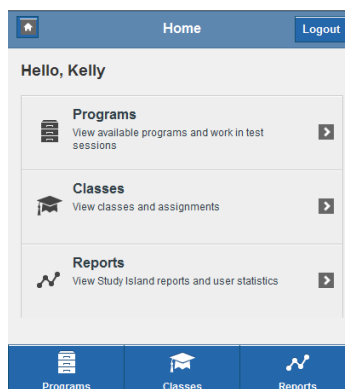 Home
Logout
Hello, Kelly
Programs
View available programs and work in test
sessions
Classes
View classes and assignments
Reports
View Study Island reports and user statistics
Programs
Classes
Reports